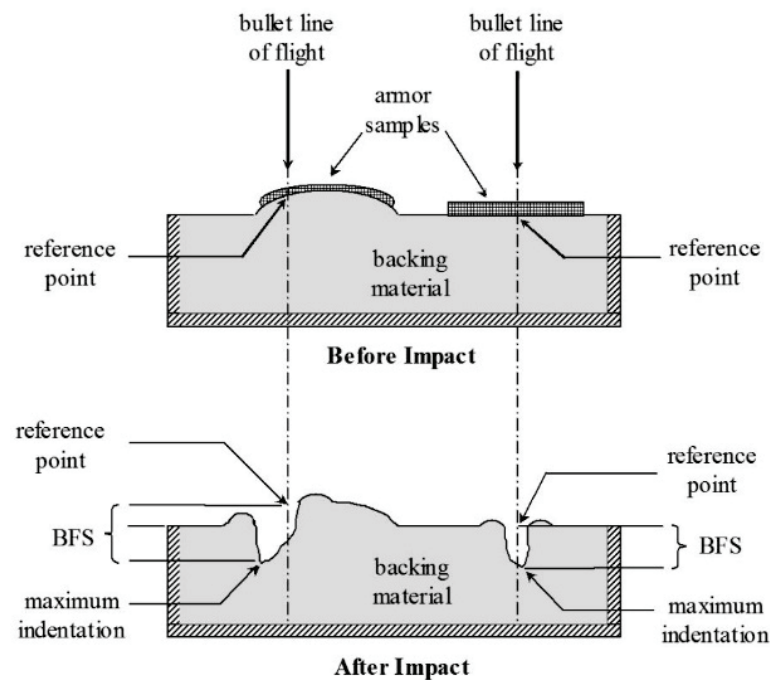 bullet line
of flight
bullet line
of flight
armor
samples
reference
point
backing
material
reference
point
Before Impact
reference
point
reference
point
BFS
BFS
backing
material
maximum
indentation
maximum
indentation
After Impact